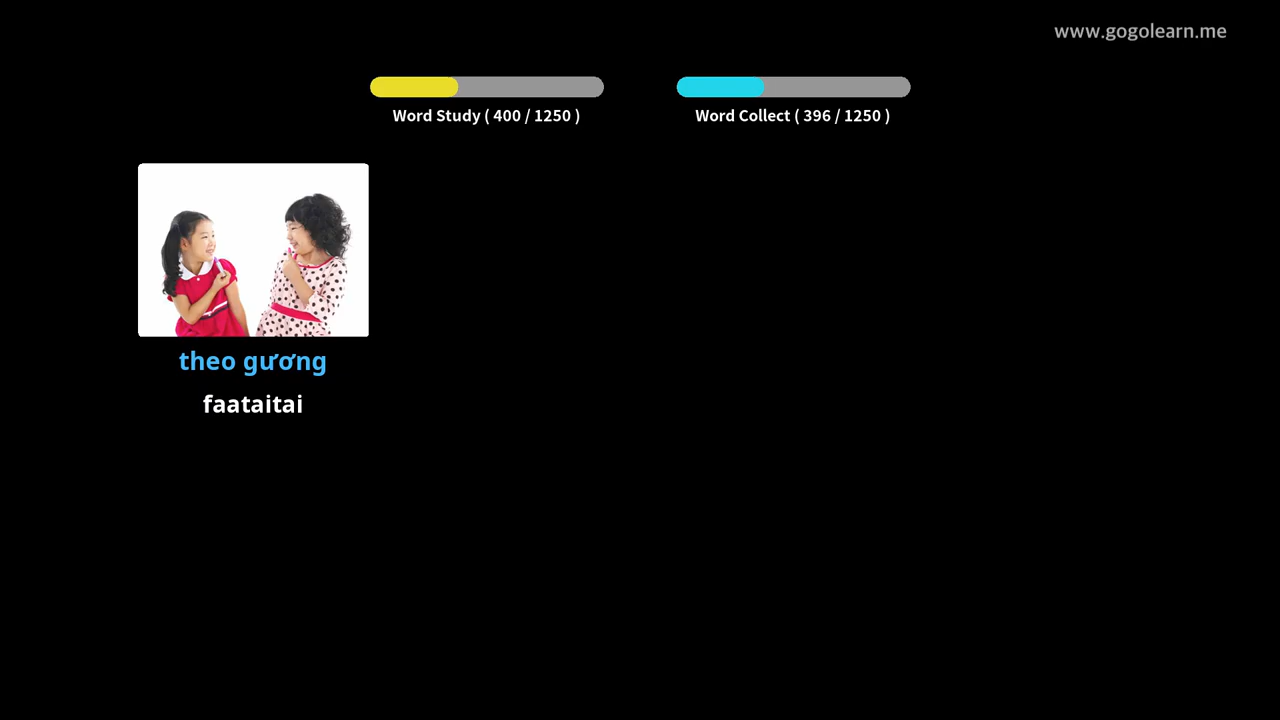 www.gogolearn.me
Word Study ( 400 / 1250 )
Word Collect ( 396 / 1250 )
theo gương
faataitai